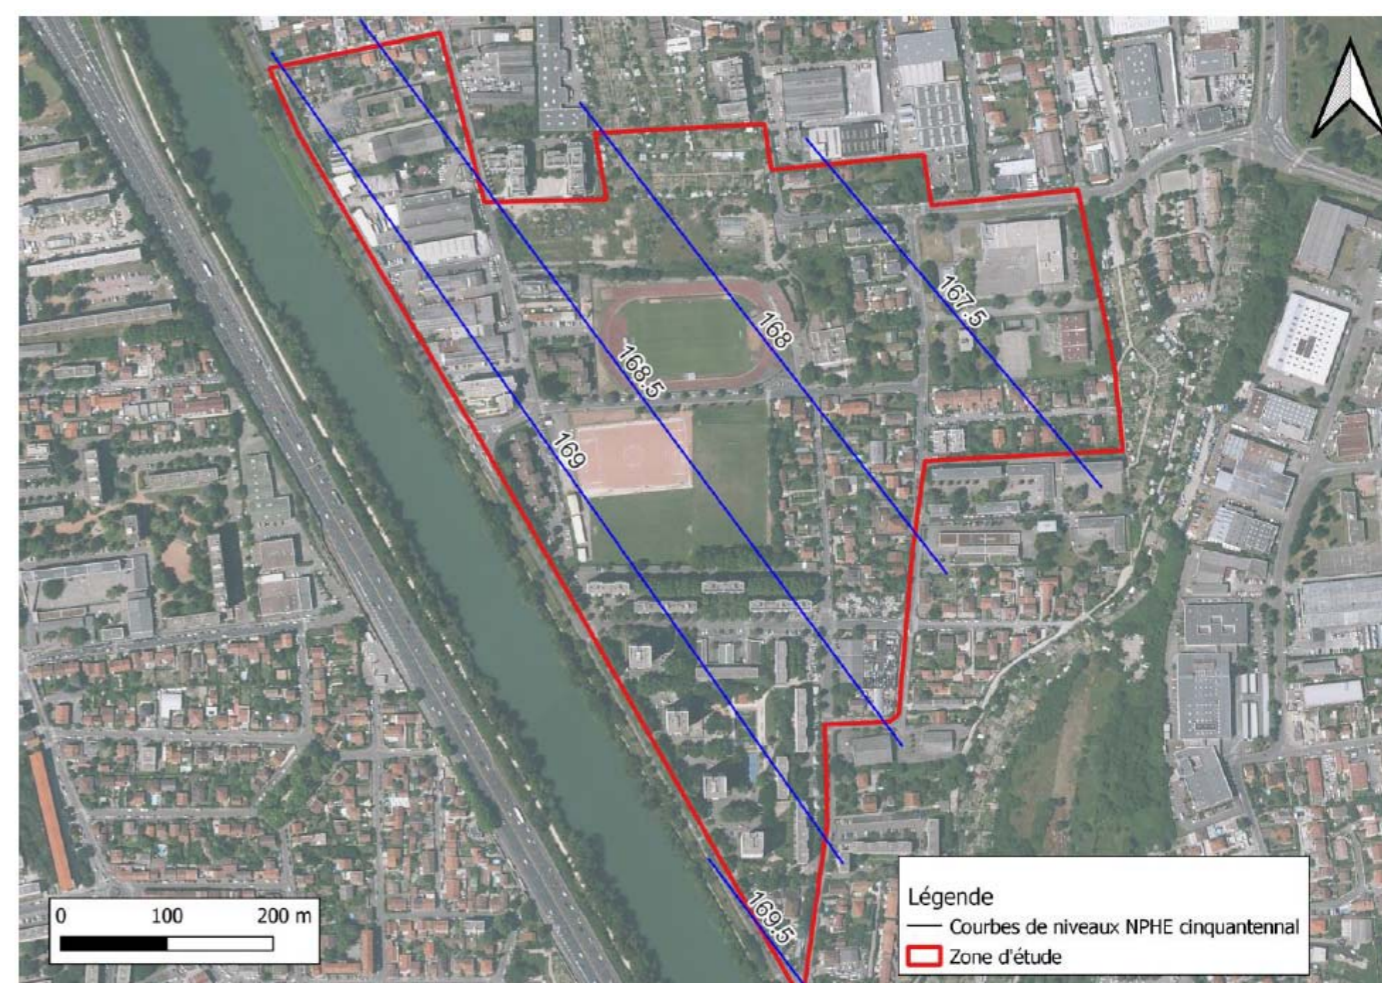 167.5
168
168.5
169
169.5
0 100 200 m
Légende
Courbes de niveaux NPHE cinquantennal
Zone d'étude